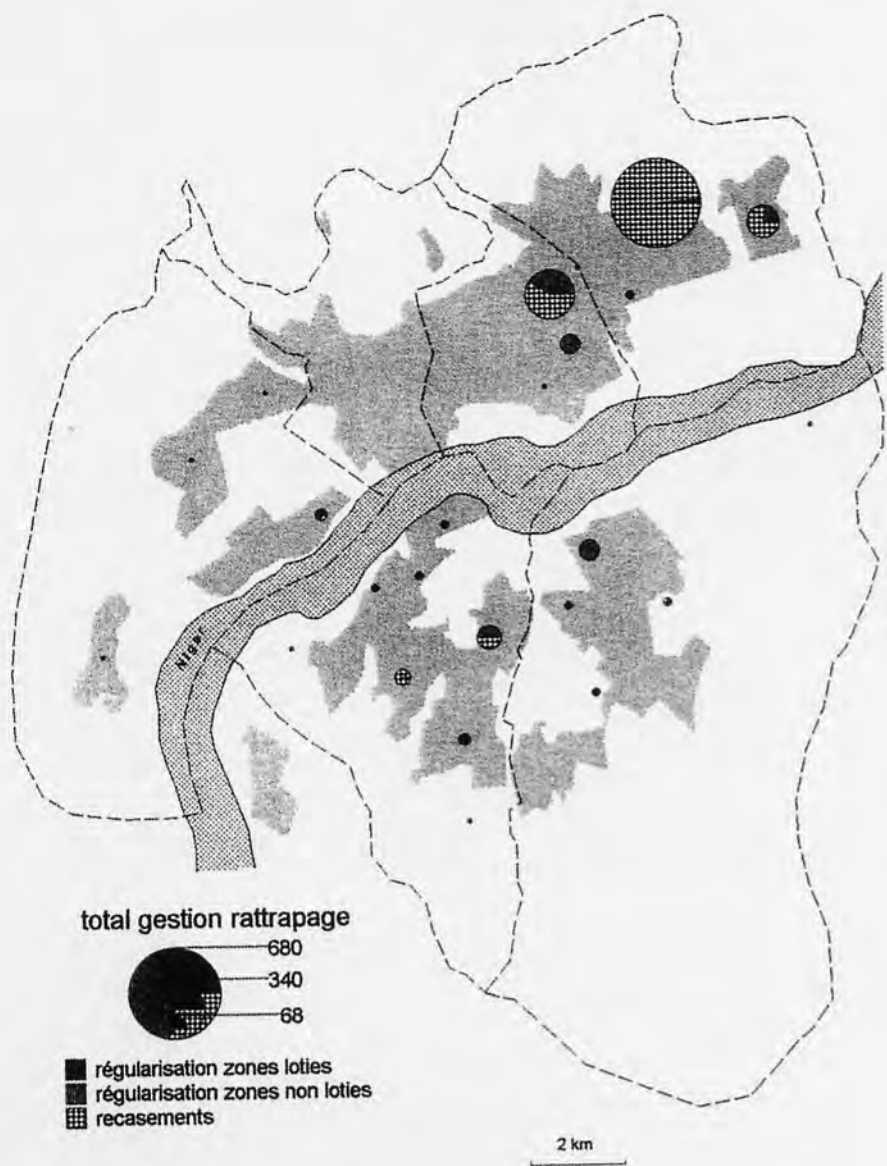 Niger
total gestion rattrapage
680
340
68
régularisation zones loties
régularisation zones non loties
recasements
2 km